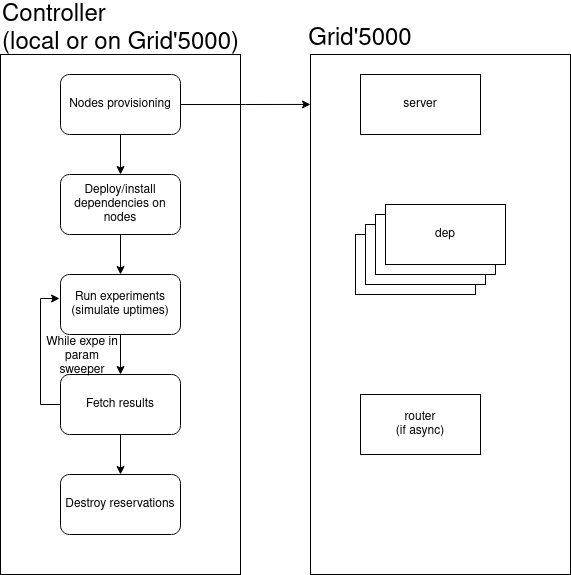 Controller
(local or on Grid'5000)
Grid'5000
Nodes provisioning
server
Deploy/install
dependencies on
nodes
dep
Run experiments
(simulate uptimes)
While expe in
param
sweeper
Fetch results
router
(if async)
Destroy reservations